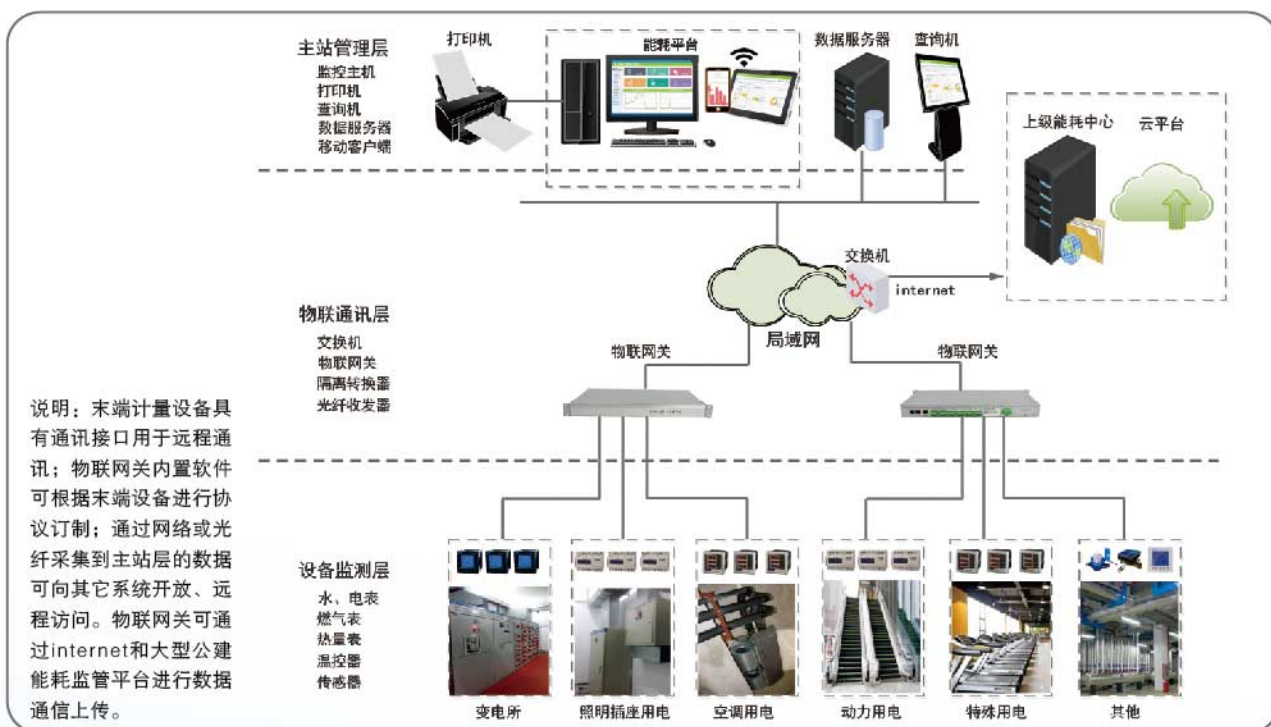 主站管理层
监控主机
打印机
查询机
数据服务器
移动客户端
打印机
能耗平台
数据服务器
查询机
上级能耗中心
云平台
交换机
internet
局域网
物联通讯层
交换机
物联网关
隔离转换器
光纤收发器
物联网关
物联网关
说明：末端计量设备具
有通讯接口用于远程通
讯；物联网关内置软件
可根据末端设备进行协
议订制；通过网络或光
纤采集到主站层的数据
可向其它系统开放、远
程访问。物联网关可通
过internet和大型公建
能耗监管平台进行数据
通信上传。
设备监测层
水、电表
燃气表
热量表
温控器
传感器
变电所
照明插座用电
空调用电
动力用电
特殊用电
其他